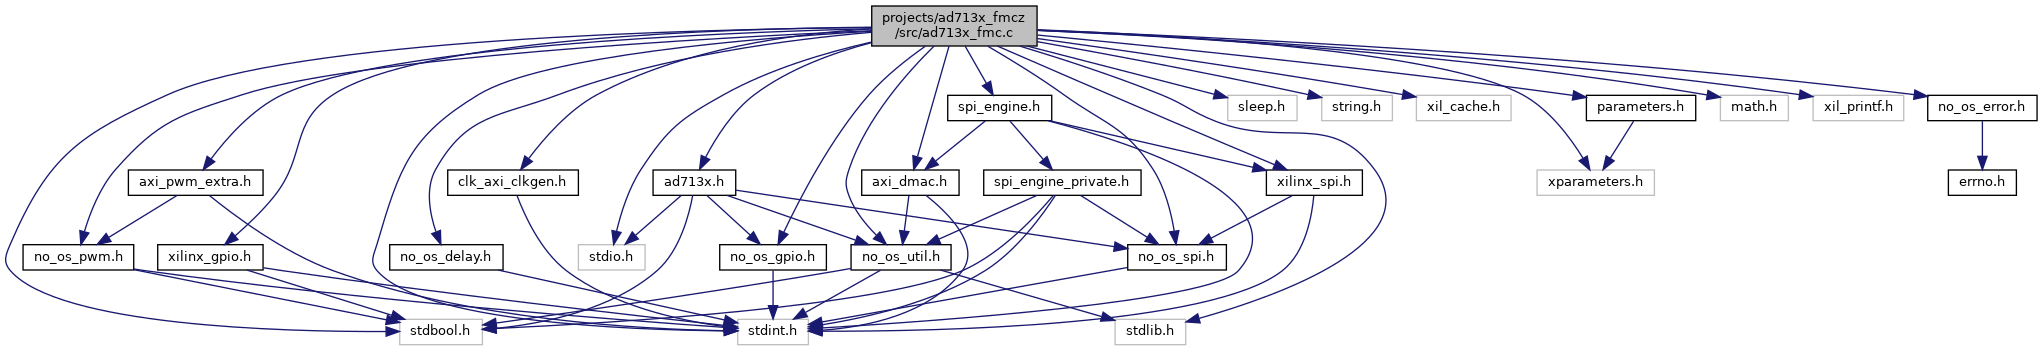 projects/ad713x_fmcz
/src/ad713x_fmc.c
spi_engine.h
sleep.h
string.h
xil_cache.h
parameters.h
math.h
xil_printf.h
no_os_error.h
axi_pwm_extra.h
clk_axi_clkgen.h
ad713x.h
axi_dmac.h
spi_engine_private.h
xilinx_spi.h
xparameters.h
errno.h
no_os_pwm.h
xilinx_gpio.h
no_os_delay.h
stdio.h
no_os_gpio.h
no_os_util.h
no_os_spi.h
stdbool.h
stdint.h
stdlib.h